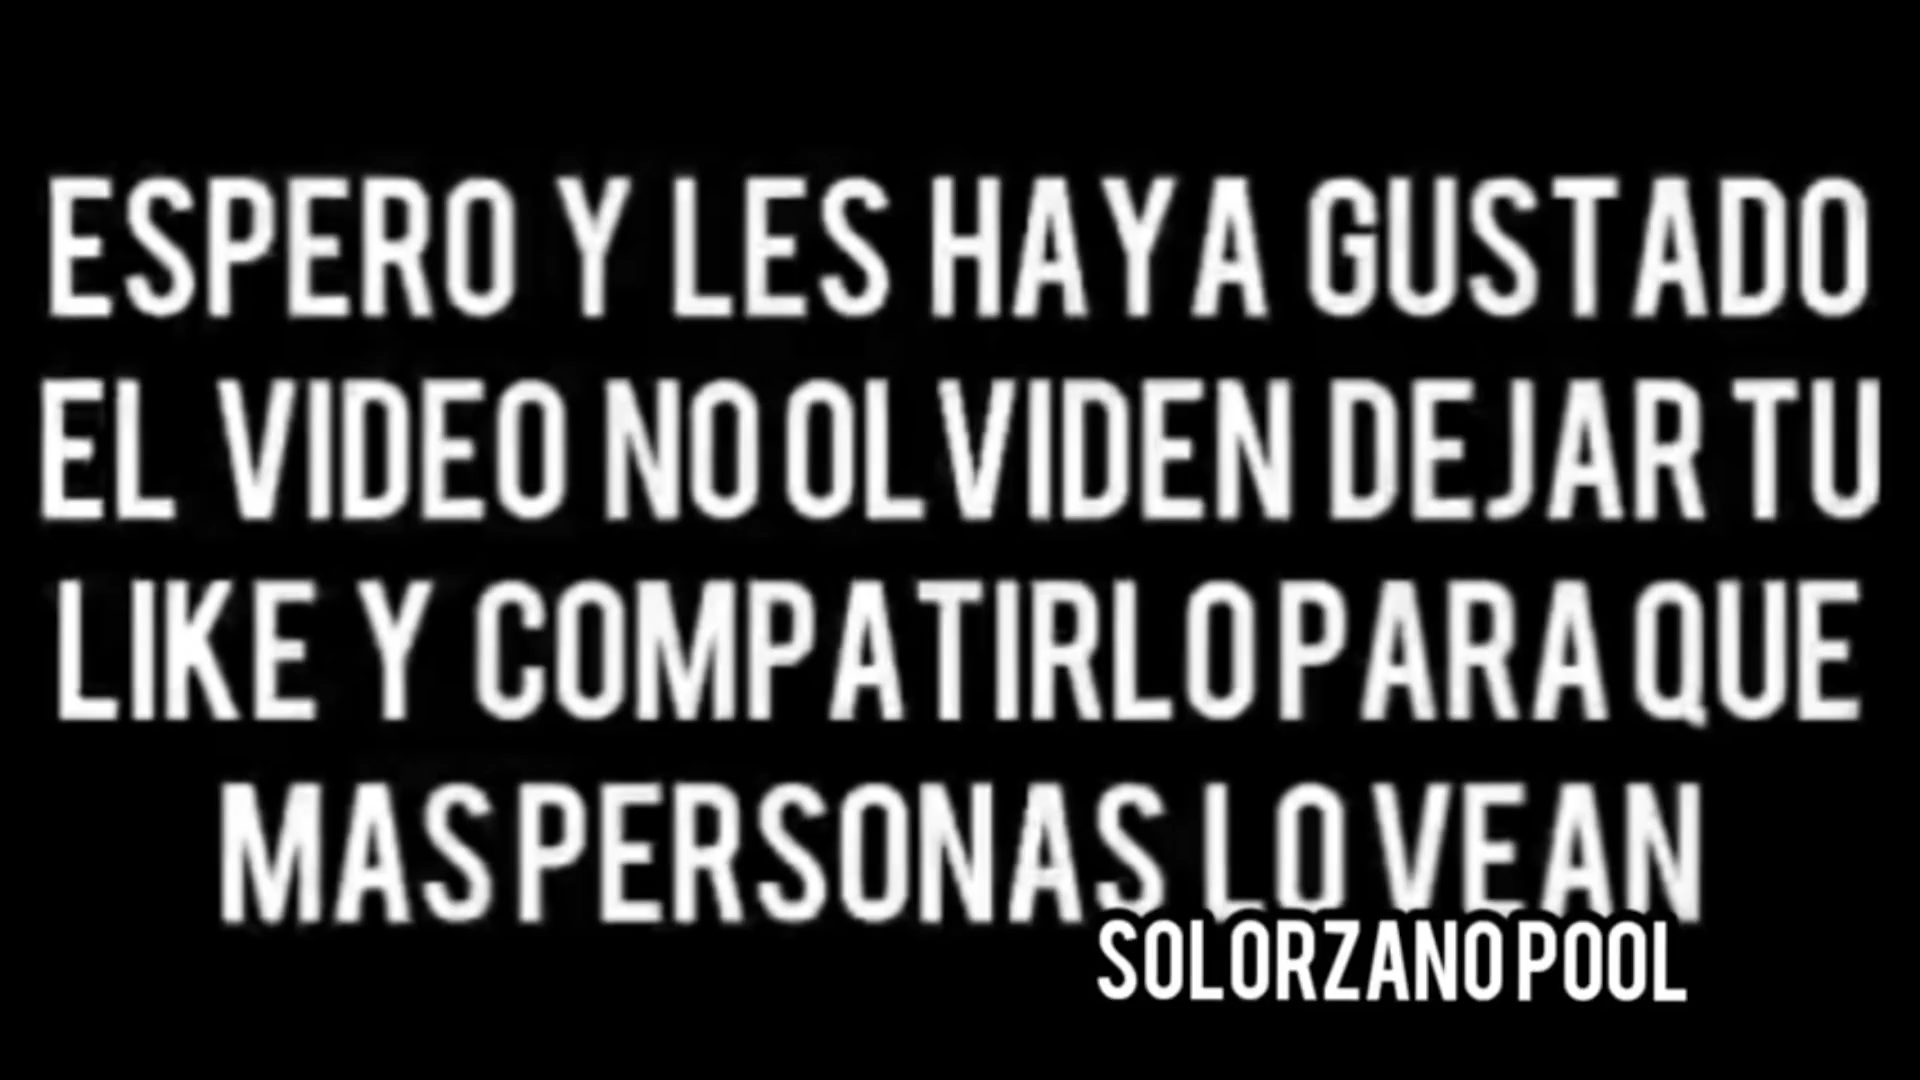 ESPERO Y LES HAYA GUSTADO
EL VIDEO NO OLVIDEN DEJAR TU
LIKE Y COMPATIRLO PARA QUE
MAS PERSONAS LO VEAN
SOLORZANO POOL